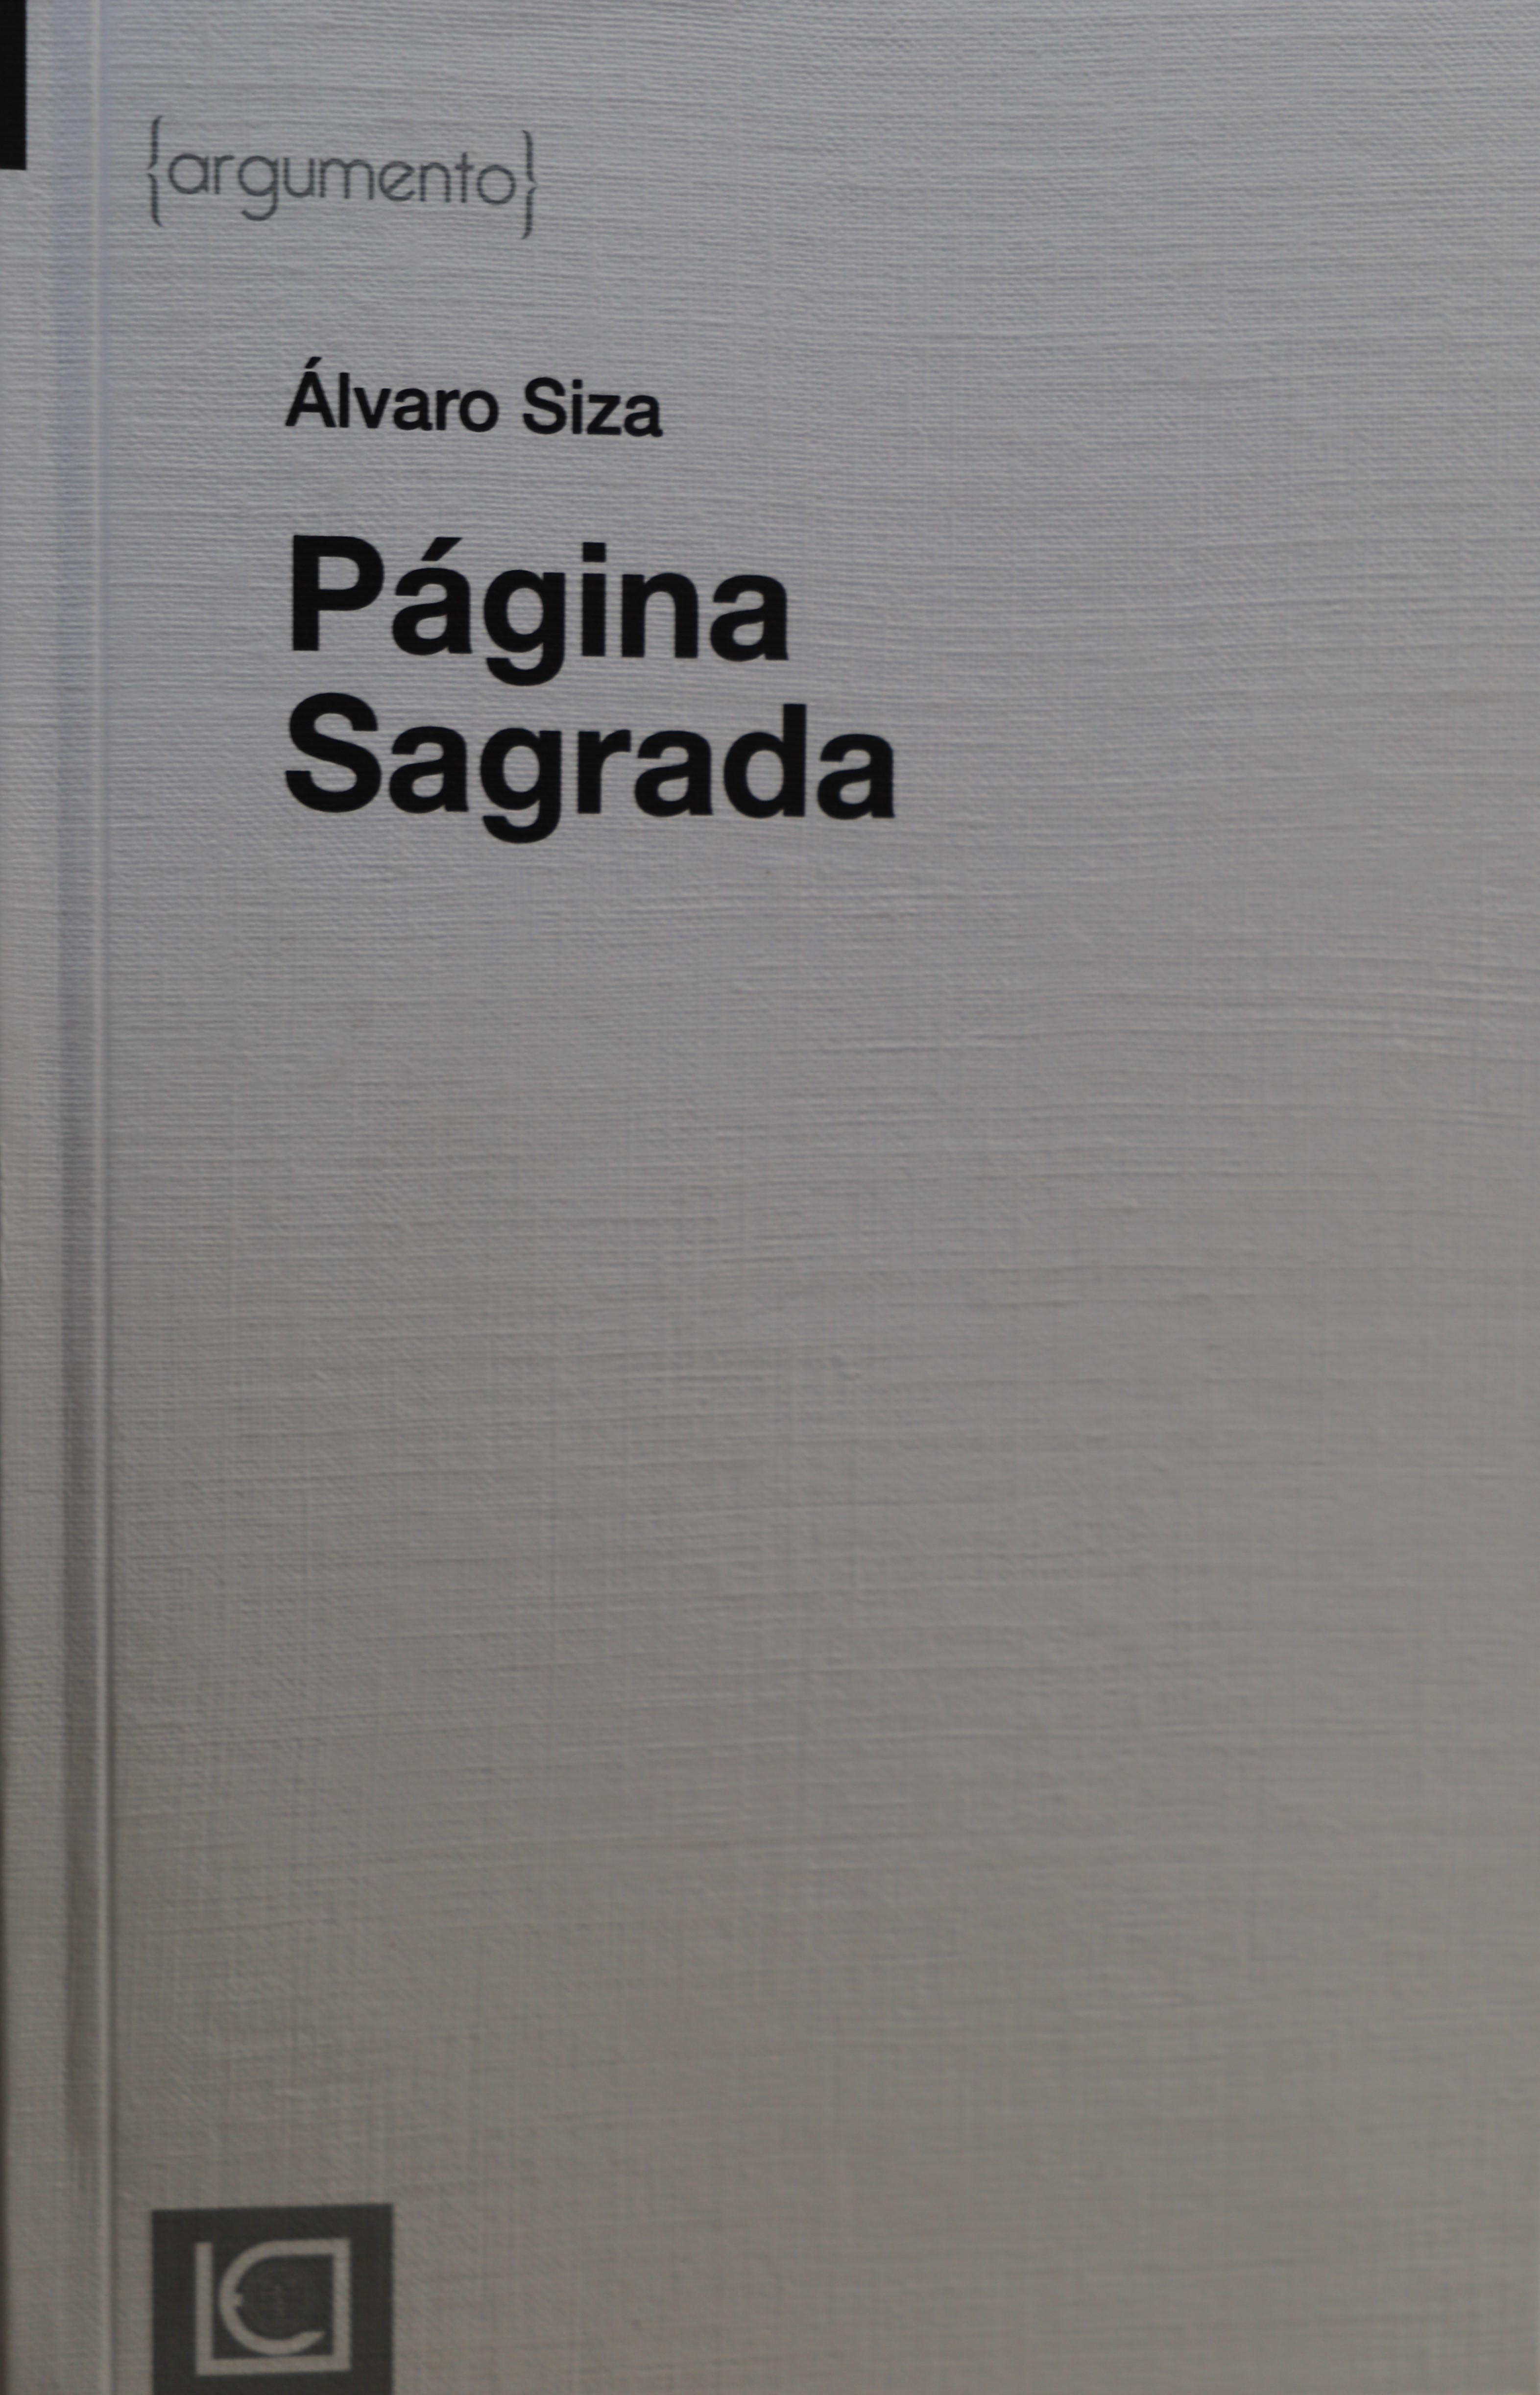 {argumento}
Álvaro Siza
Página
Sagrada